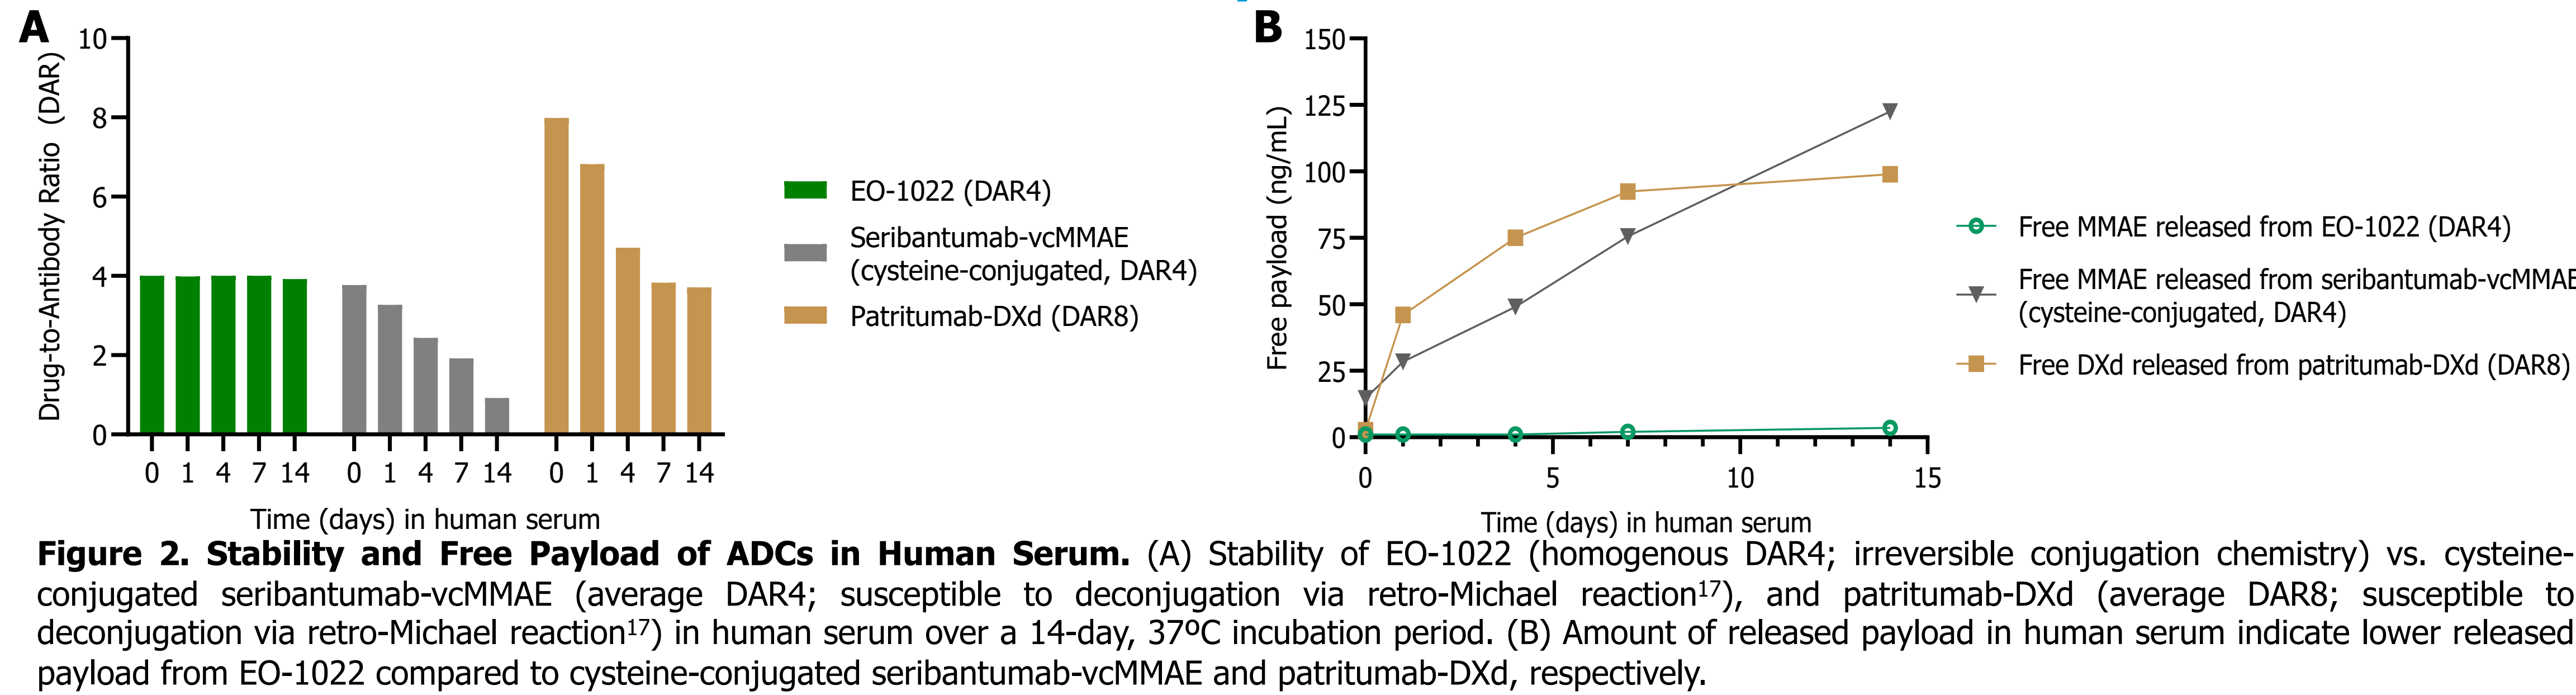 A
B
Drug-to-Antibody Ratio (DAR)
10
8
6
4
2
0
0 1 4 7 14 0 1 4 7 14 0 1 4 7 14
Time (days) in human serum
EO-1022 (DAR4)
Seribantumab-vcMMAE
(cysteine-conjugated, DAR4)
Patritumab-DXd (DAR8)
Free payload (ng/mL)
150
125
100
75
50
25
0
0 5 10 15
Time (days) in human serum
Free MMAE released from EO-1022 (DAR4)
Free MMAE released from seribantumab-vcMMAE
(cysteine-conjugated, DAR4)
Free DXd released from patritumab-DXd (DAR8)
Figure 2. Stability and Free Payload of ADCs in Human Serum. (A) Stability of EO-1022 (homogenous DAR4; irreversible conjugation chemistry) vs. cysteine-
conjugated seribantumab-vcMMAE (average DAR4; susceptible to deconjugation via retro-Michael reaction¹⁷), and patritumab-DXd (average DAR8; susceptible to
deconjugation via retro-Michael reaction¹⁷) in human serum over a 14-day, 37ºC incubation period. (B) Amount of released payload in human serum indicate lower released
payload from EO-1022 compared to cysteine-conjugated seribantumab-vcMMAE and patritumab-DXd, respectively.